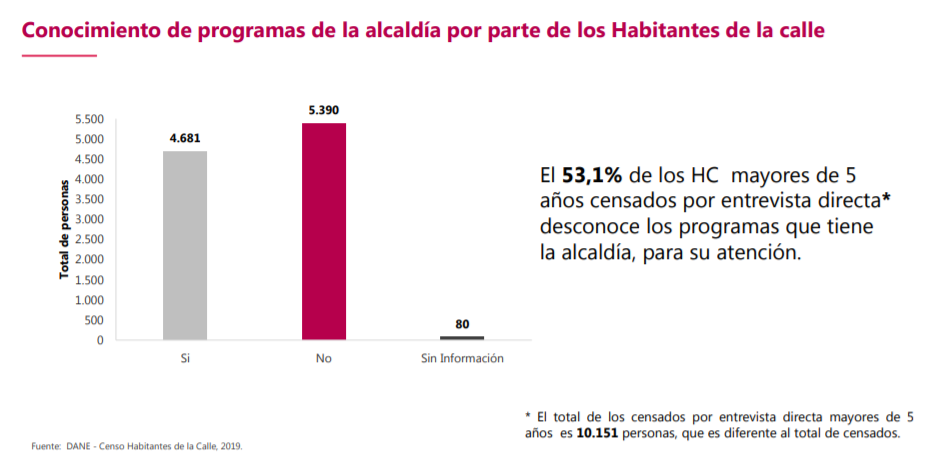 Conocimiento de programas de la alcaldía por parte de los Habitantes de la calle
5.390
5.500
5.000
4.681
4.500
4.000
3.500
3.000
2.500
2.000
1.500
1.000
500
0
Total de personas
80
Si
No
Sin Información
El 53,1% de los HC mayores de 5
años censados por entrevista directa*
desconoce los programas que tiene
la alcaldía, para su atención.
* El total de los censados por entrevista directa mayores de 5
años es 10.151 personas, que es diferente al total de censados.
Fuente: DANE - Censo Habitantes de la Calle, 2019.